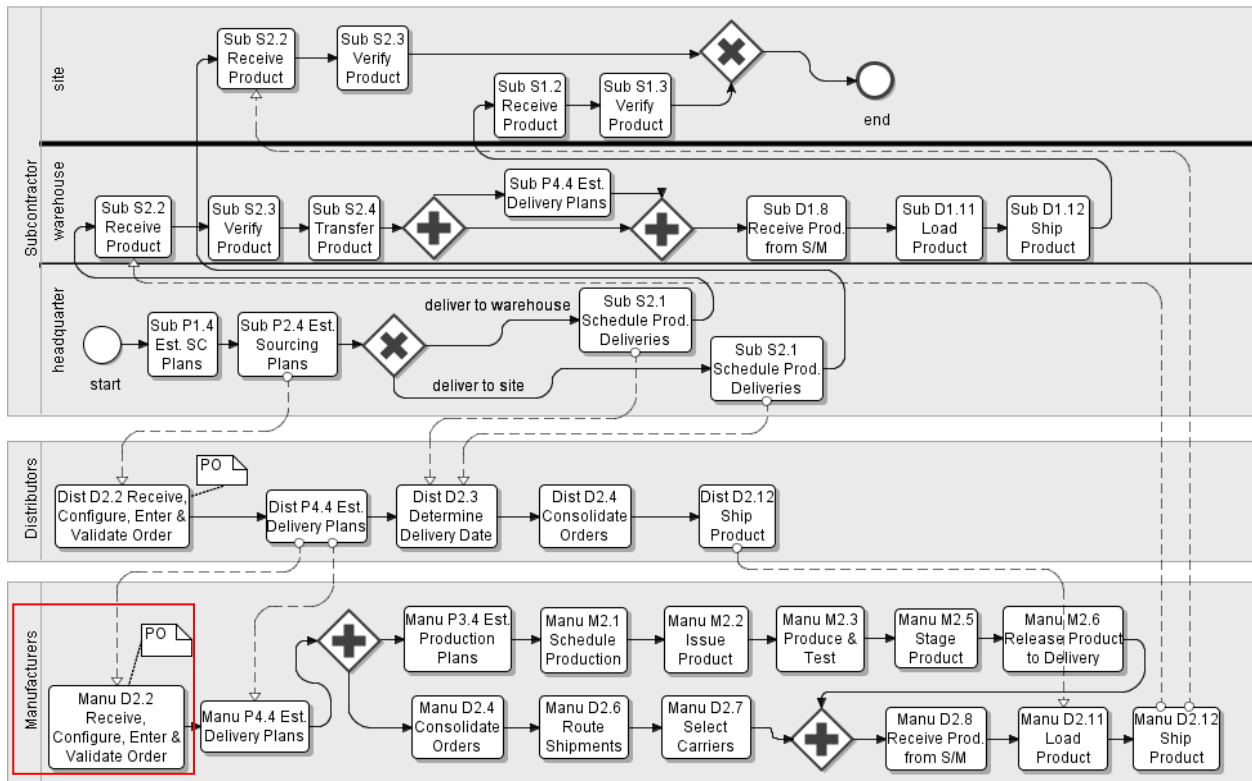 Subcontractor
site
Sub S2.2
Receive
Product
Sub S2.3
Verify
Product
Sub S1.2
Receive
Product
Sub S1.3
Verify
Product
end
warehouse
Sub S2.2
Receive
Product
Sub S2.3
Verify
Product
Sub S2.4
Transfer
Product
Sub P4.4 Est.
Delivery Plans
Sub D1.8
Receive Prod.
from S/M
Sub D1.11
Load
Product
Sub D1.12
Ship
Product
headquarter
start
Sub P1.4
Est. SC
Plans
Sub P2.4 Est.
Sourcing
Plans
deliver to warehouse
deliver to site
Sub S2.1
Schedule Prod.
Deliveries
Sub S2.1
Schedule Prod.
Deliveries
Distributors
PO
Dist D2.2 Receive,
Configure, Enter &
Validate Order
Dist P4.4 Est.
Delivery Plans
Dist D2.3
Determine
Delivery Date
Dist D2.4
Consolidate
Orders
Dist D2.12
Ship
Product
Manufacturers
PO
Manu D2.2
Receive,
Configure, Enter &
Validate Order
Manu P4.4 Est.
Delivery Plans
Manu P3.4 Est.
Production
Plans
Manu M2.1
Schedule
Production
Manu M2.2
Issue
Product
Manu M2.3
Produce &
Test
Manu M2.5
Stage
Product
Manu M2.6
Release Product
to Delivery
Manu D2.4
Consolidate
Orders
Manu D2.6
Route
Shipments
Manu D2.7
Select
Carriers
Manu D2.8
Receive Prod.
from S/M
Manu D2.11
Load
Product
Manu D2.12
Ship
Product